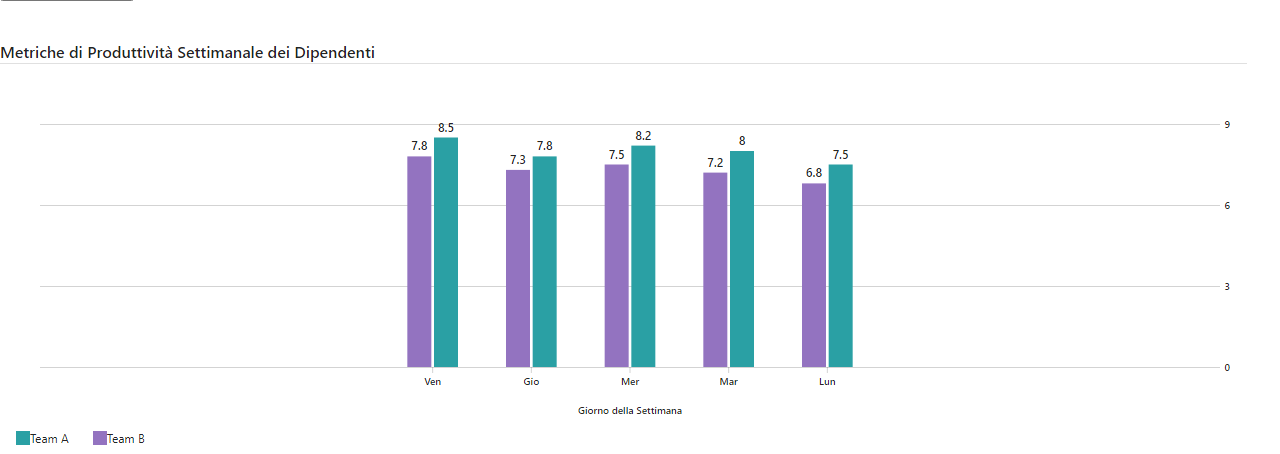 Metriche di Produttività Settimanale dei Dipendenti
7.8 8.5 7.3 7.8 7.5 8.2 7.2 8 6.8 7.5
9
6
3
0
Ven Gio Mer Mar Lun
Giorno della Settimana
Team A Team B